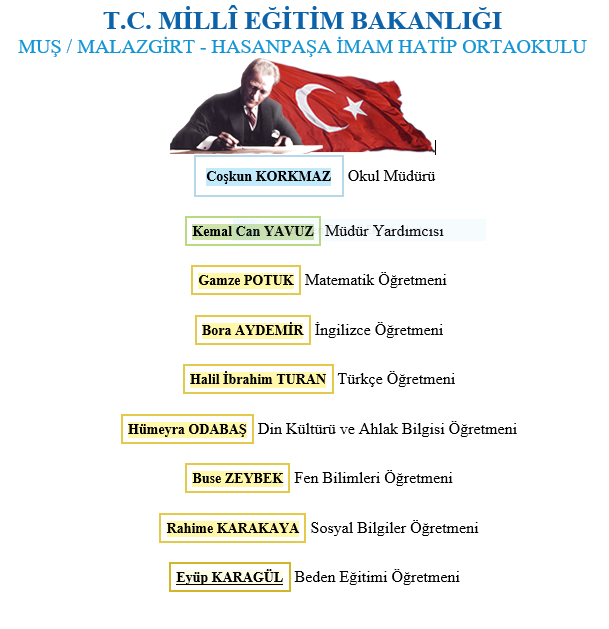 T.C. MİLLÎ EĞİTİM BAKANLIĞI
MUŞ / MALAZGİRT - HASANPAŞA İMAM HATİP ORTAOKULU
Coşkun KORKMAZ Okul Müdürü
Kemal Can YAVUZ Müdür Yardımcısı
Gamze POTUK Matematik Öğretmeni
Bora AYDEMİR İngilizce Öğretmeni
Halil İbrahim TURAN Türkçe Öğretmeni
Hümeyra ODABAŞ Din Kültürü ve Ahlak Bilgisi Öğretmeni
Buse ZEYBEK Fen Bilimleri Öğretmeni
Rahime KARAKAYA Sosyal Bilgiler Öğretmeni
Eyüp KARAGÜL Beden Eğitimi Öğretmeni